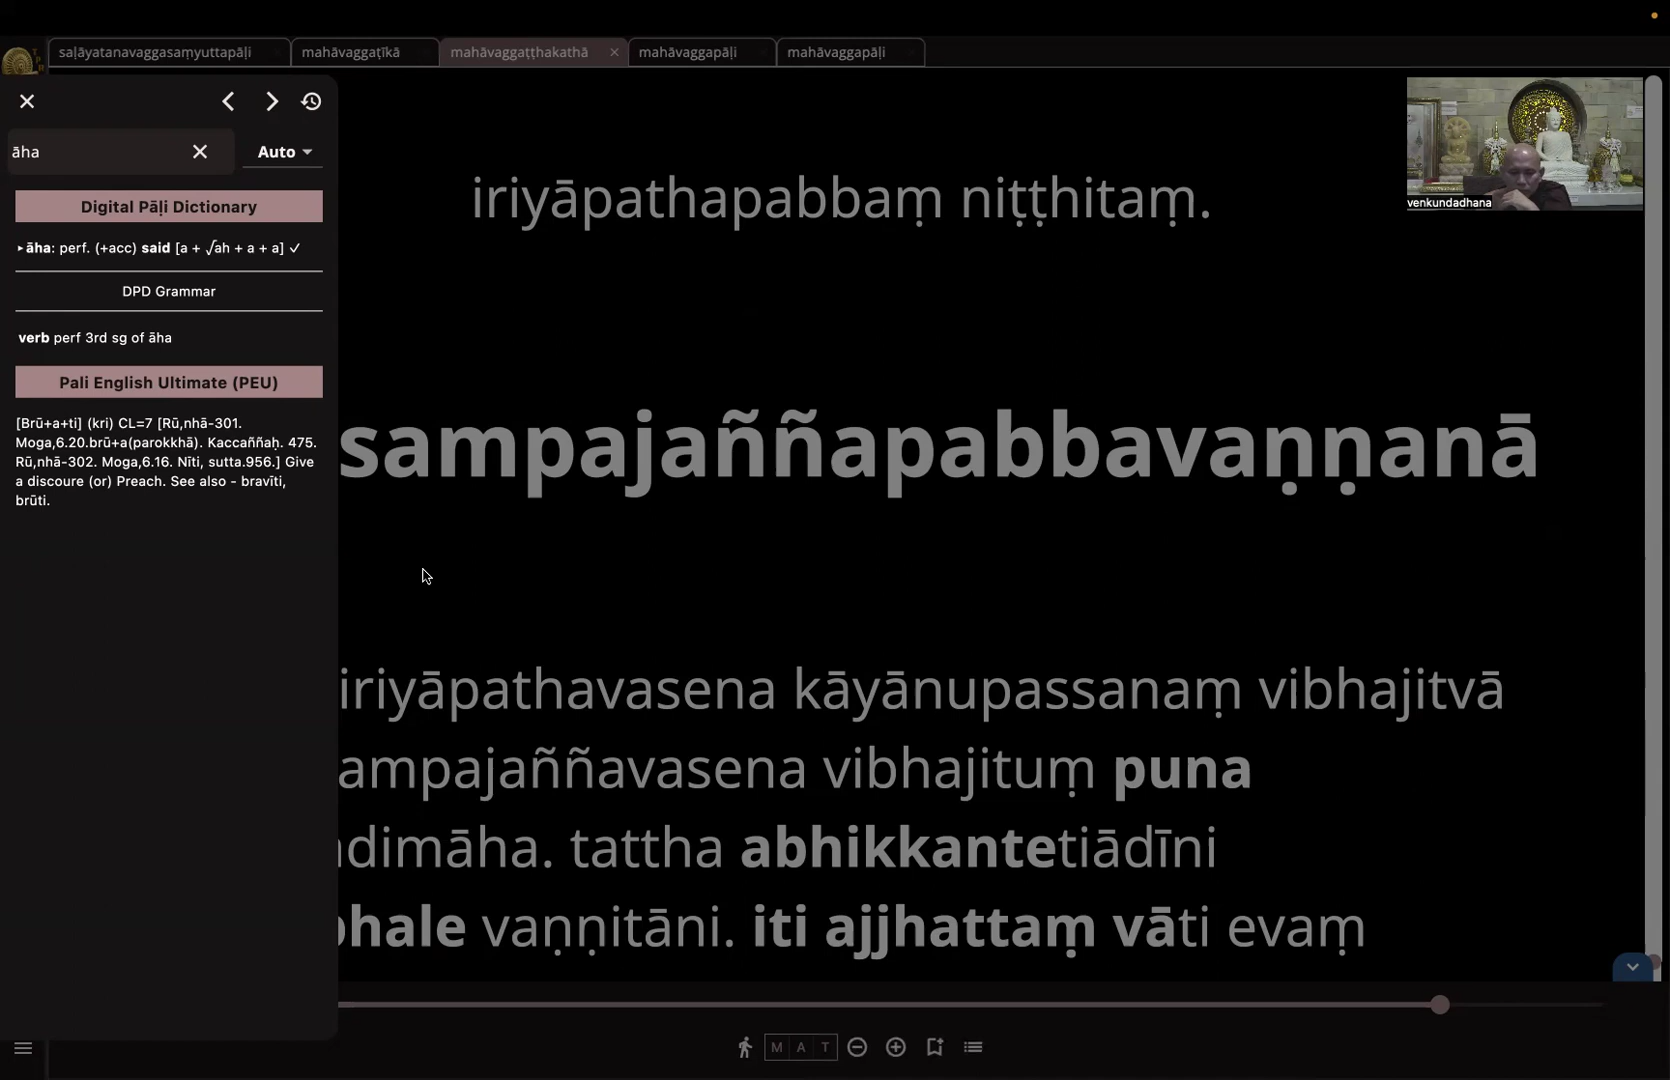 saḷāyatanavaggasaṃyuttapāḷi
mahāvaggaṭīkā
mahāvaggaṭṭhakathā
mahāvaggapāḷi
mahāvaggapāḷi
āha
Auto
Digital Pāḷi Dictionary
▸āha: perf. (+acc) said [a + √ah + a + a] ✓
DPD Grammar
verb perf 3rd sg of āha
Pali English Ultimate (PEU)
[Brū+a+ti] (kri) CL=7 [Rū,nhā-301.
Moga,6.20.brū+a(parokkhā). Kaccaññaḥ. 475.
Rū,nhā-302. Moga,6.16. Nīti, sutta.956.] Give
a discoure (or) Preach. See also - bravīti,
brūti.
iriyāpathapabbaṃ niṭṭhitaṃ.
sampajaññapabbavaṇṇanā
iriyāpathavasena kāyānupassanaṃ vibhajitvā
ampajaññavasena vibhajituṃ puna
dimāha. tattha abhikkantetiādīni
phale vaṇṇitāni. iti ajjhattaṃ vāti evaṃ
venkundadhana
M A T